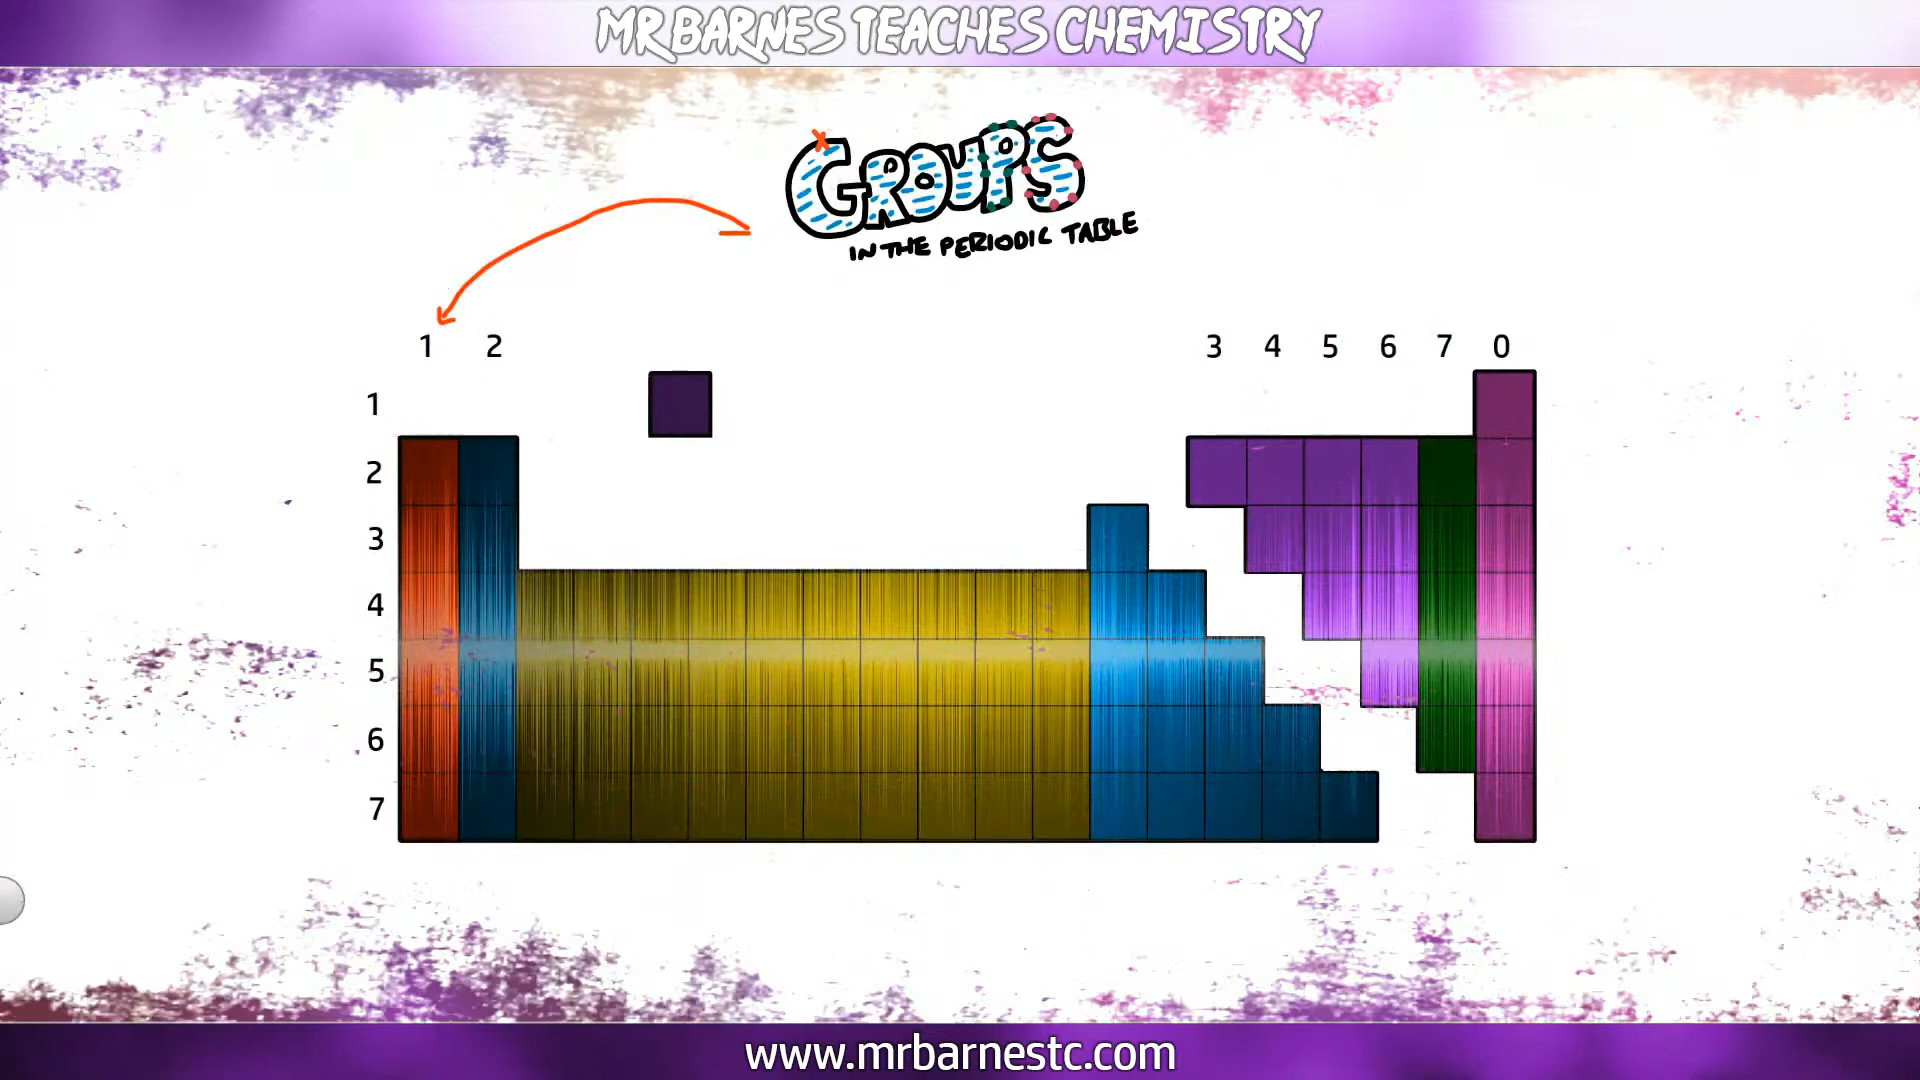 MR BARNES TEACHES CHEMISTRY
GROUPS
IN THE PERIODIC TABLE
1 2 3 4 5 6 7 0
1
2
3
4
5
6
7
www.mrbarnestc.com